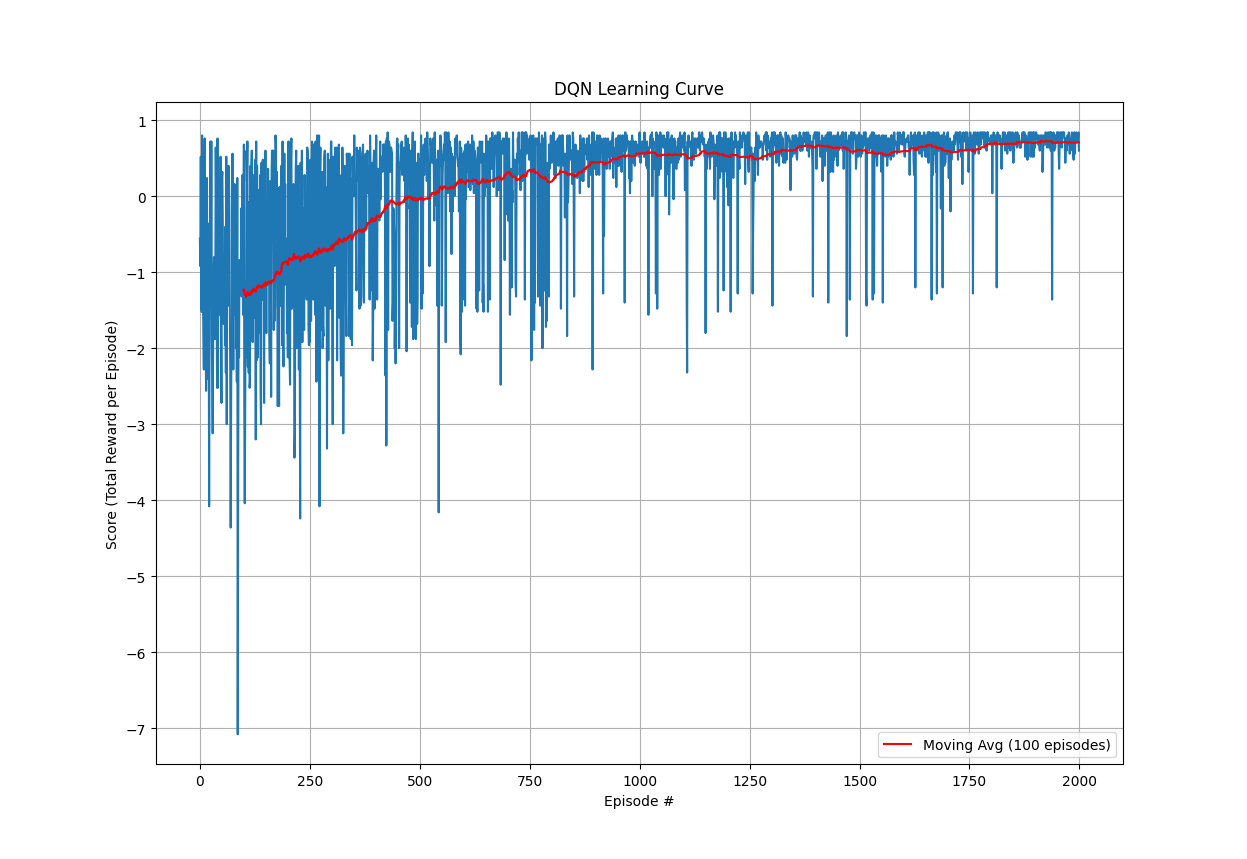 DQN Learning Curve
Score (Total Reward per Episode)
1
0
−1
−2
−3
−4
−5
−6
−7
Moving Avg (100 episodes)
0 250 500 750 1000 1250 1500 1750 2000
Episode #